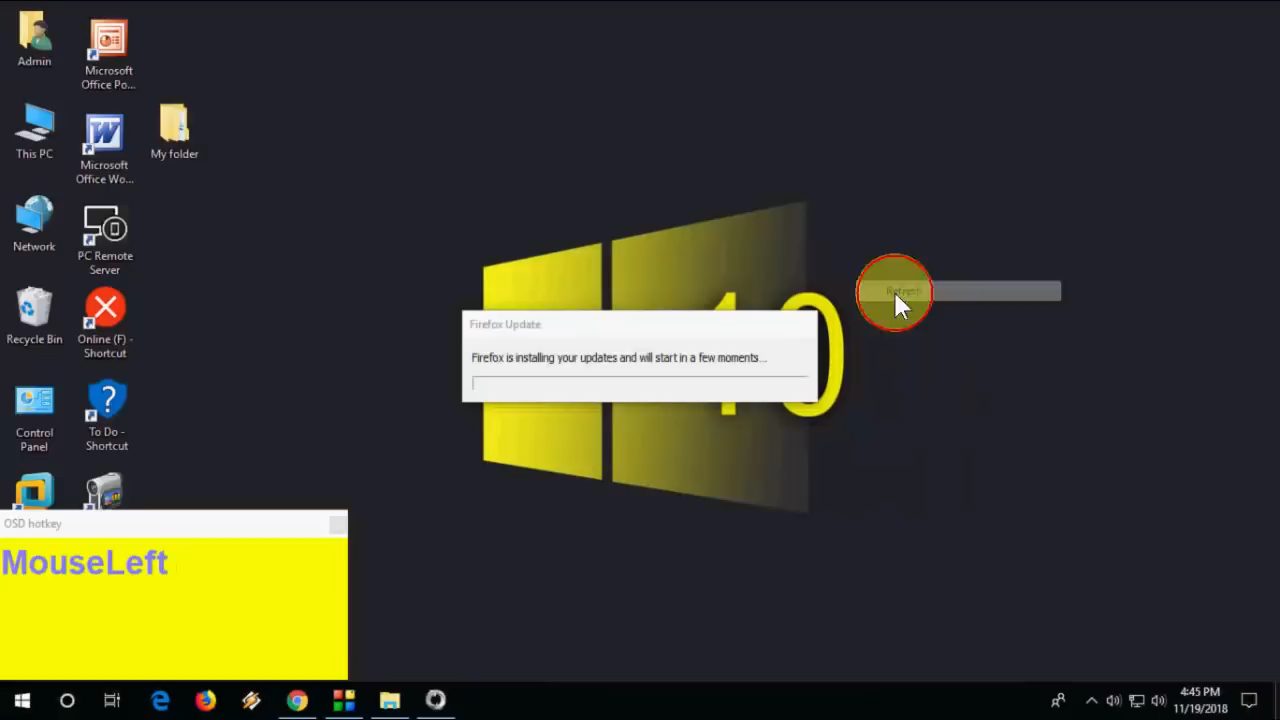 Admin
Microsoft
Office Po...
This PC
Microsoft
Office Wo...
My folder
Network
PC Remote
Server
Recycle Bin
Online (F) -
Shortcut
Control
Panel
To Do -
Shortcut
10
Refresh
Firefox Update
Firefox is installing your updates and will start in a few moments...
OSD hotkey
MouseLeft
4:45 PM
11/19/2018